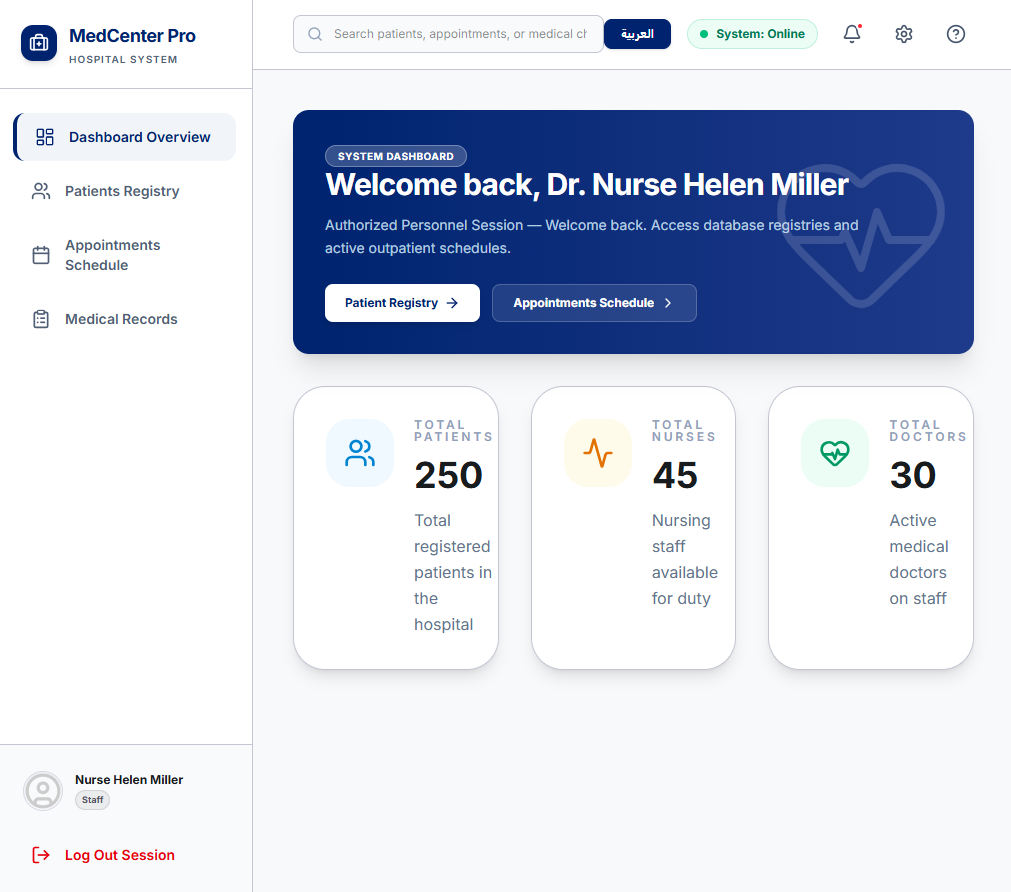 MedCenter Pro
HOSPITAL SYSTEM
Dashboard Overview
Patients Registry
Appointments
Schedule
Medical Records
Nurse Helen Miller
Staff
Log Out Session
Search patients, appointments, or medical ch
العربية
System: Online
SYSTEM DASHBOARD
Welcome back, Dr. Nurse Helen Miller
Authorized Personnel Session — Welcome back. Access database registries and
active outpatient schedules.
Patient Registry
Appointments Schedule
TOTAL
PATIENTS
250
Total
registered
patients in
the
hospital
TOTAL
NURSES
45
Nursing
staff
available
for duty
TOTAL
DOCTORS
30
Active
medical
doctors
on staff